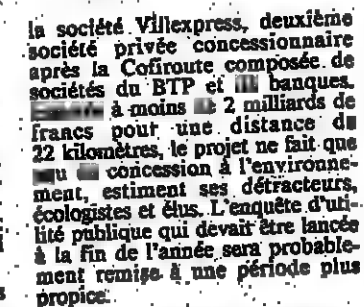 la société Villexpress, deuxième
société privée concessionnaire
après la Cofiroute composée de
sociétés du BTP et banques.
à moins 2 milliards de
francs pour une distance
22 kilomètres, le projet ne fait que
concession à l'environne-
ment, estiment ses détracteurs,
écologistes et élus. L'enquête d'uti-
lité publique qui devait être lancée
à la fin de l'année sera probable-
ment remise à une période plus
propice.